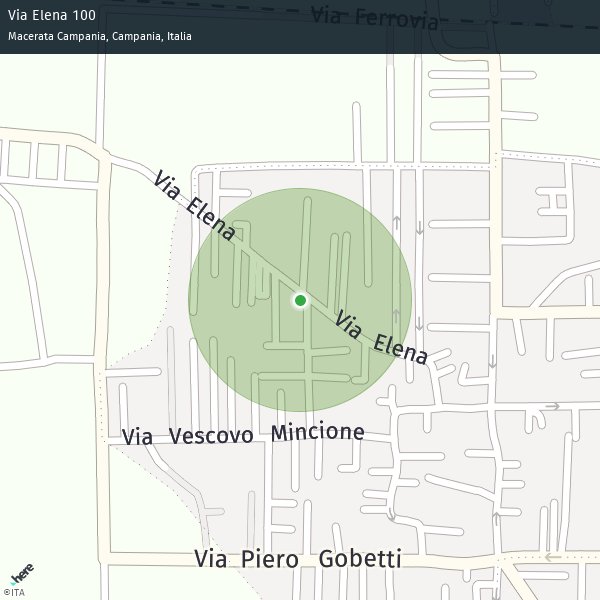 Via Elena 100
Macerata Campania, Campania, Italia
Via Ferrovia
Via Elena
Via Elena
Via Vescovo Mincione
Via Piero Gobetti
here
©ITA